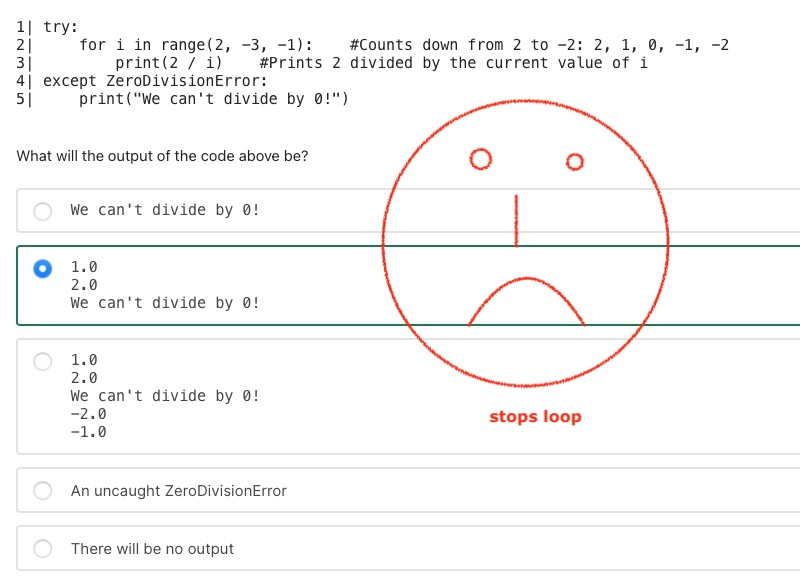 1| try:
2|     for i in range(2, -3, -1):    #Counts down from 2 to -2: 2, 1, 0, -1, -2
3|         print(2 / i)    #Prints 2 divided by the current value of i
4| except ZeroDivisionError:
5|     print("We can't divide by 0!")
What will the output of the code above be?
We can't divide by 0!
1.0
2.0
We can't divide by 0!
1.0
2.0
We can't divide by 0!
-2.0
-1.0
stops loop
An uncaught ZeroDivisionError
There will be no output